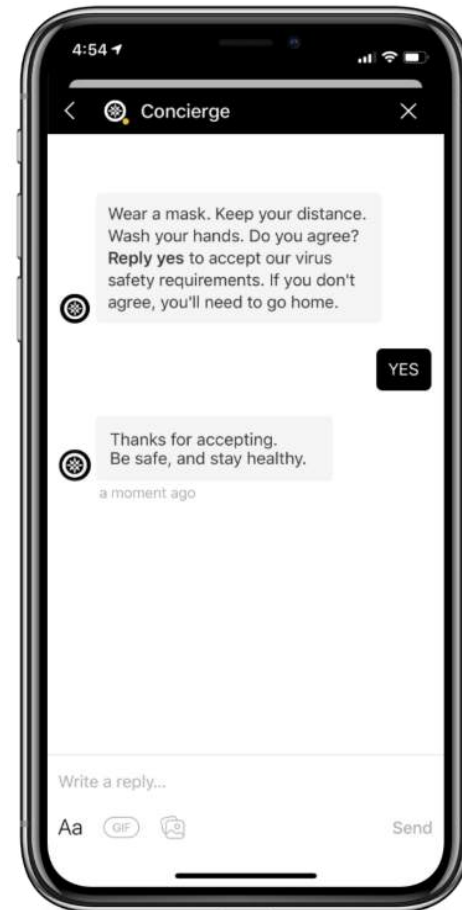 4:54
Concierge
Wear a mask. Keep your distance.
Wash your hands. Do you agree?
Reply yes to accept our virus
safety requirements. If you don't
agree, you'll need to go home.
YES
Thanks for accepting.
Be safe, and stay healthy.
a moment ago
Write a reply...
Aa
GIF
Send